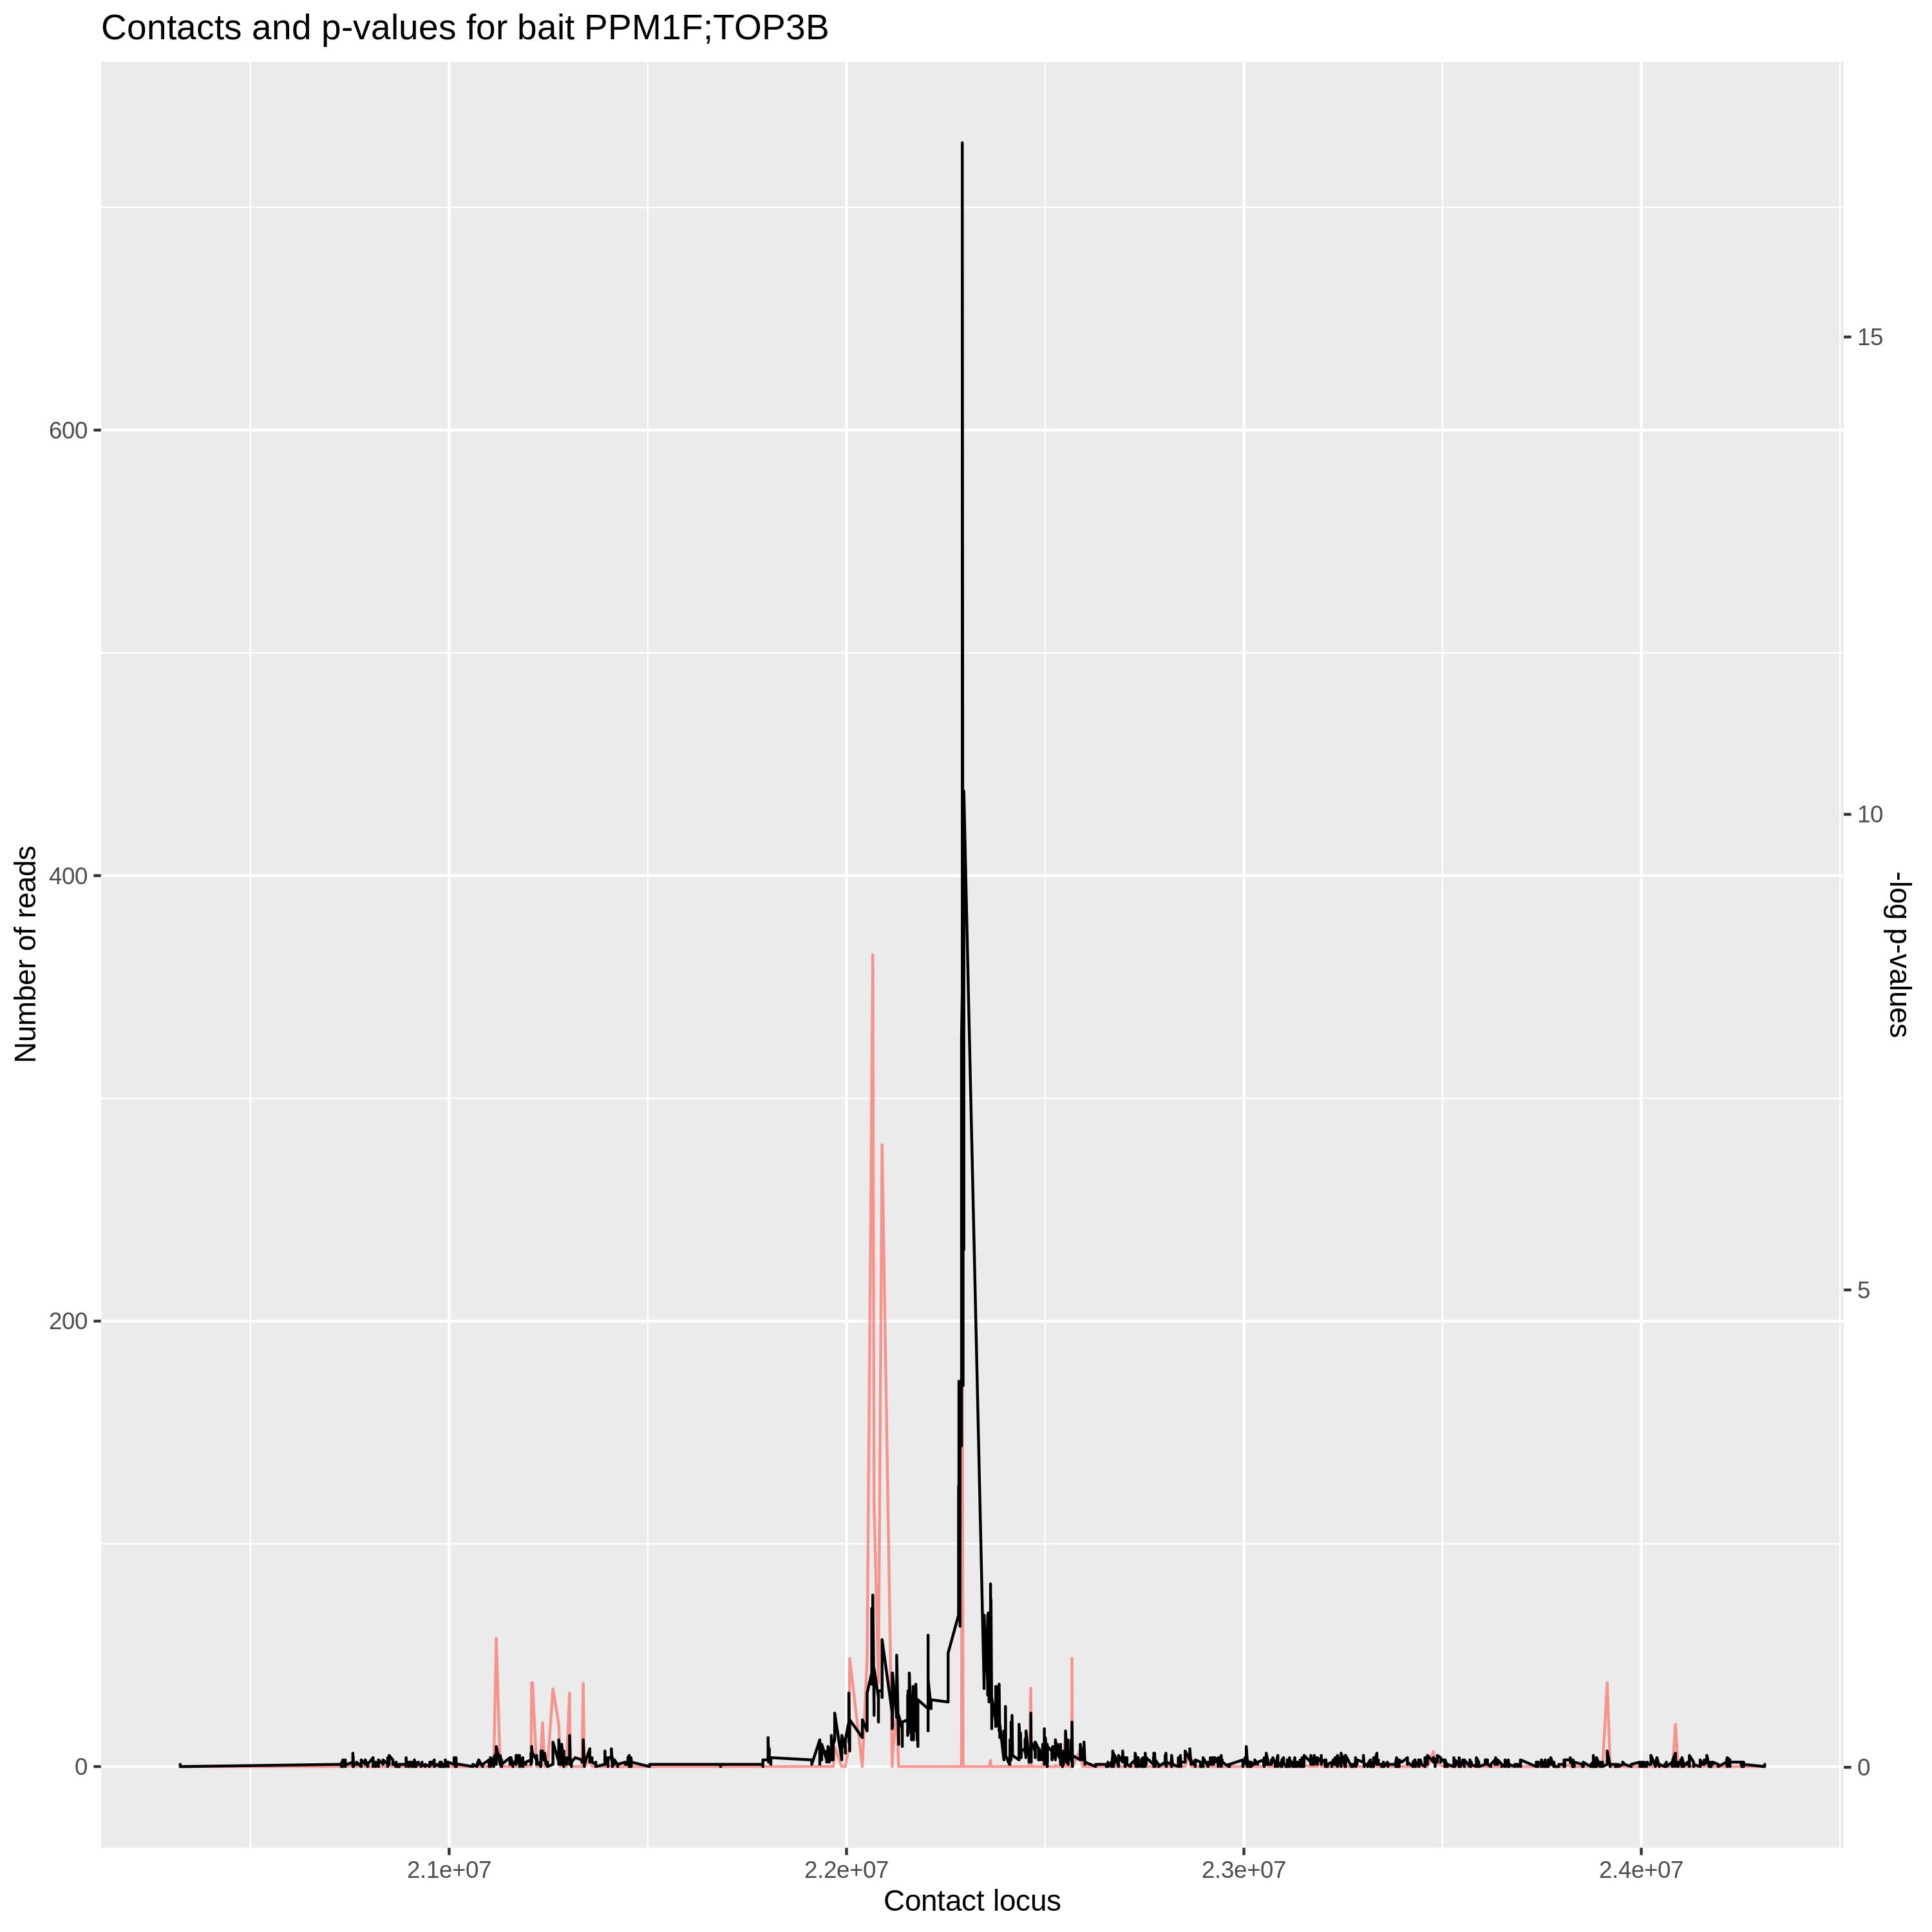 Contacts and p-values for bait PPM1F;TOP3B
Number of reads
600
400
200
0
15
10
5
0
-log p-values
2.1e+07
2.2e+07
2.3e+07
2.4e+07
Contact locus